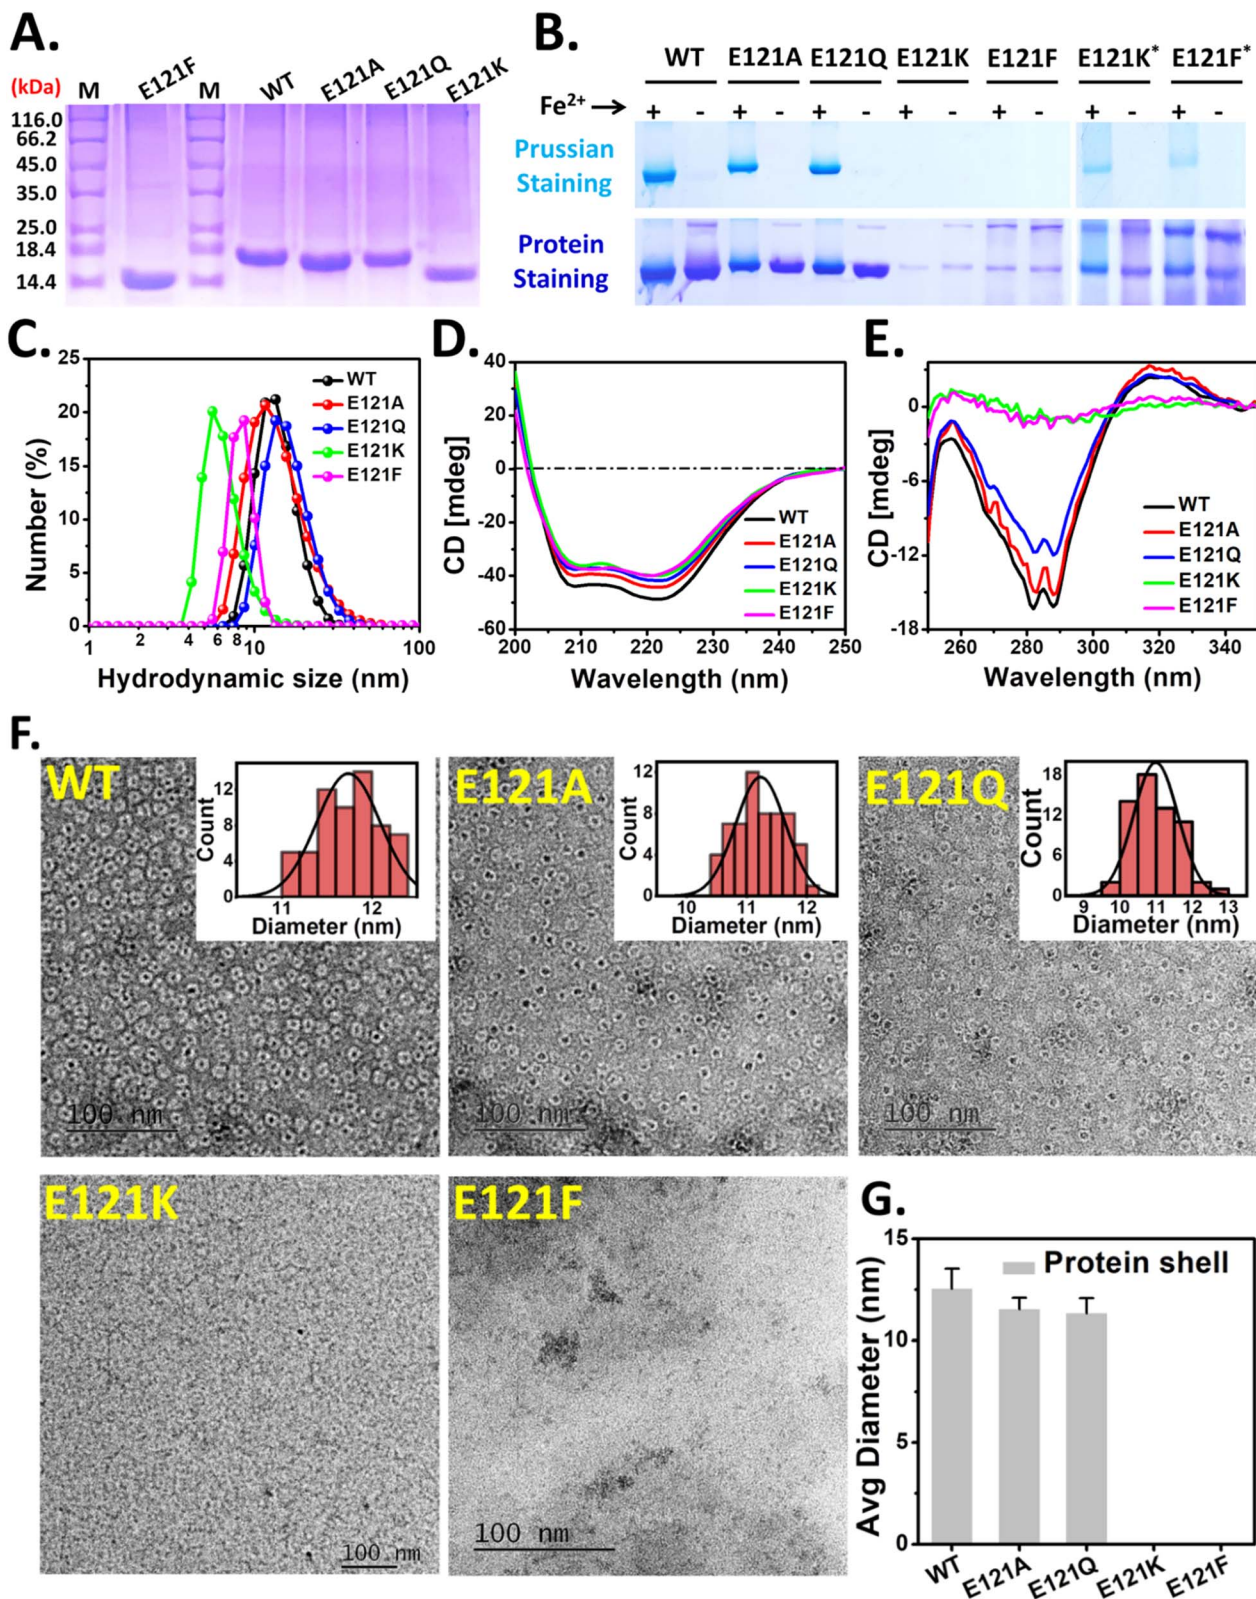 A.
(kDa) M E121F M WT E121A E121Q E121K
116.0
66.2
45.0
35.0
25.0
18.4
14.4
B.
WT E121A E121Q E121K E121F E121K* E121F*
Fe²⁺→ + - + - + - + - + - + - + -
Prussian
Staining
Protein
Staining
C.
Number (%)
25
20
15
10
5
0
WT
E121A
E121Q
E121K
E121F
1 2 4 6 8 10 100
Hydrodynamic size (nm)
D.
CD [mdeg]
40
20
0
-20
-40
-60
WT
E121A
E121Q
E121K
E121F
200 210 220 230 240 250
Wavelength (nm)
E.
CD [mdeg]
0
-6
-12
-18
WT
E121A
E121Q
E121K
E121F
260 280 300 320 340
Wavelength (nm)
F.
WT
Count
12
8
4
0
11 12
Diameter (nm)
100 nm
E121A
Count
12
8
4
0
10 11 12
Diameter (nm)
100 nm
E121Q
Count
18
12
6
0
9 10 11 12 13
Diameter (nm)
100 nm
E121K
100 nm
E121F
100 nm
G.
Avg Diameter (nm)
15
10
5
0
Protein shell
WT E121A E121Q E121K E121F